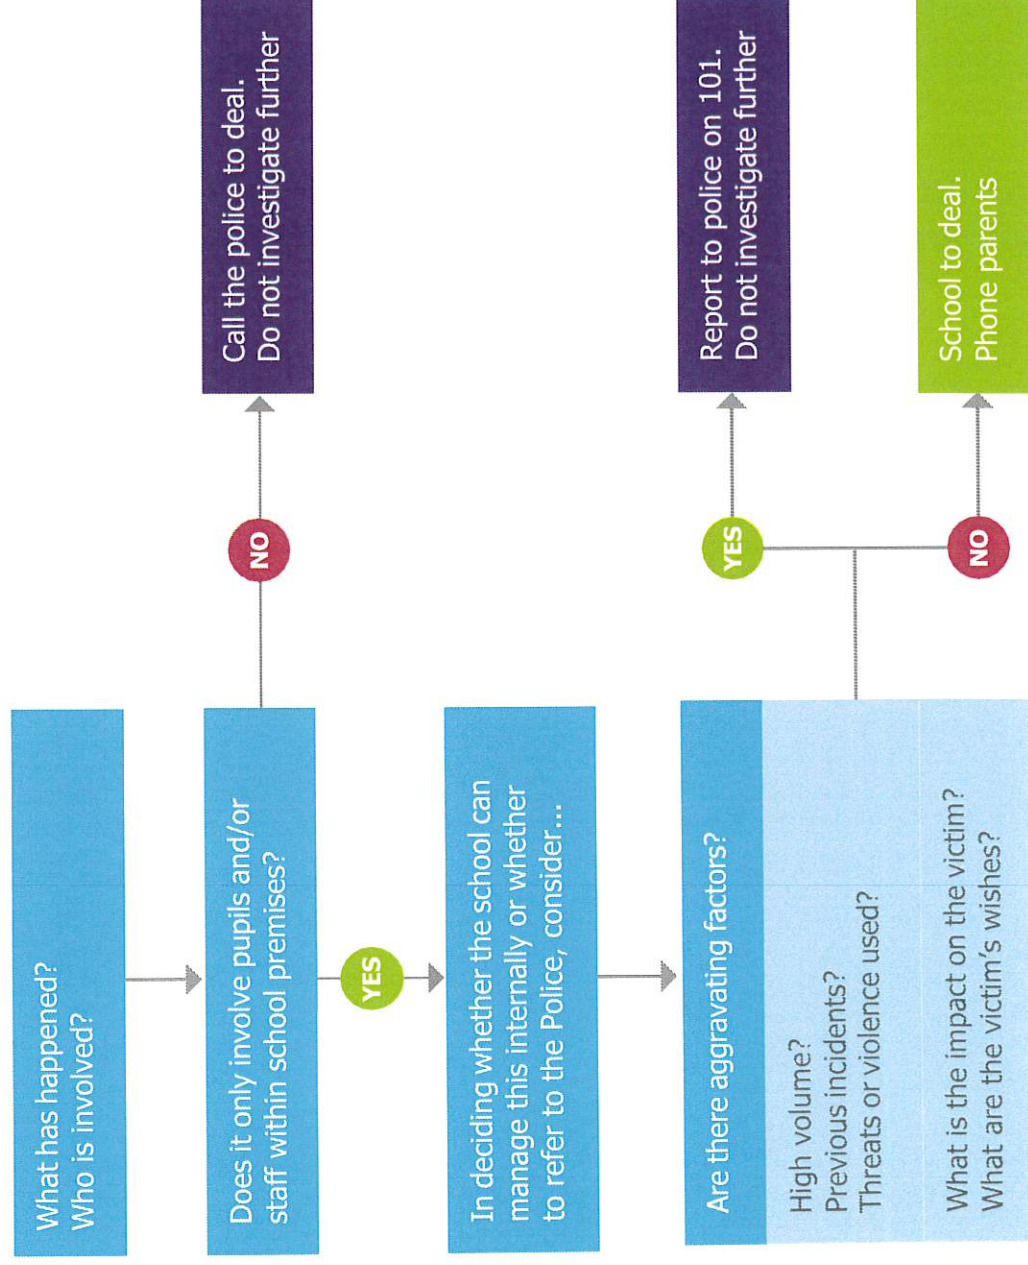 What has happened?
Who is involved?
Does it only involve pupils and/or
staff within school premises?
NO
Call the police to deal.
Do not investigate further
YES
In deciding whether the school can
manage this internally or whether
to refer to the Police, consider...
Are there aggravating factors?
High volume?
Previous incidents?
Threats or violence used?
What is the impact on the victim?
What are the victim's wishes?
YES
Report to police on 101.
Do not investigate further
NO
School to deal.
Phone parents